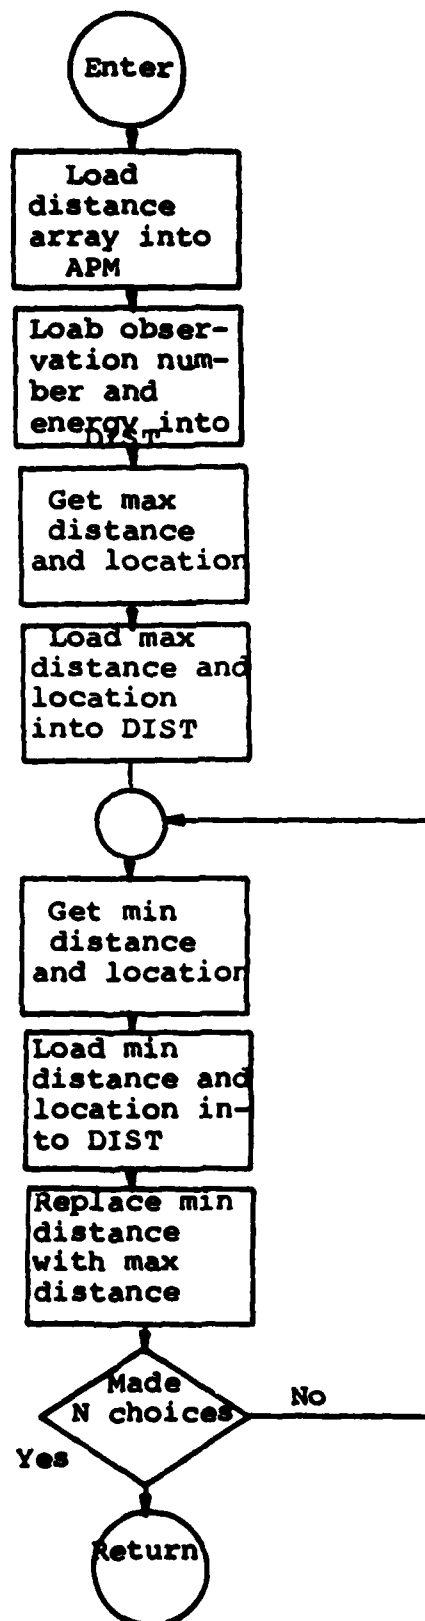 Enter
Load
distance
array into
APM
Loab obser-
vation num-
ber and
energy into
DIST
Get max
distance
and location
Load max
distance and
location
into DIST
Get min
distance
and location
Load min
distance and
location in-
to DIST
Replace min
distance
with max
distance
Made
N choices
No
Yes
Return